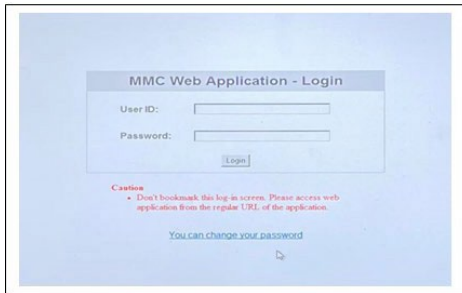 MMC Web Application - Login
User ID:
Password:
Login
Caution
• Don't bookmark this log-in screen. Please access web
application from the regular URL of the application.
You can change your password